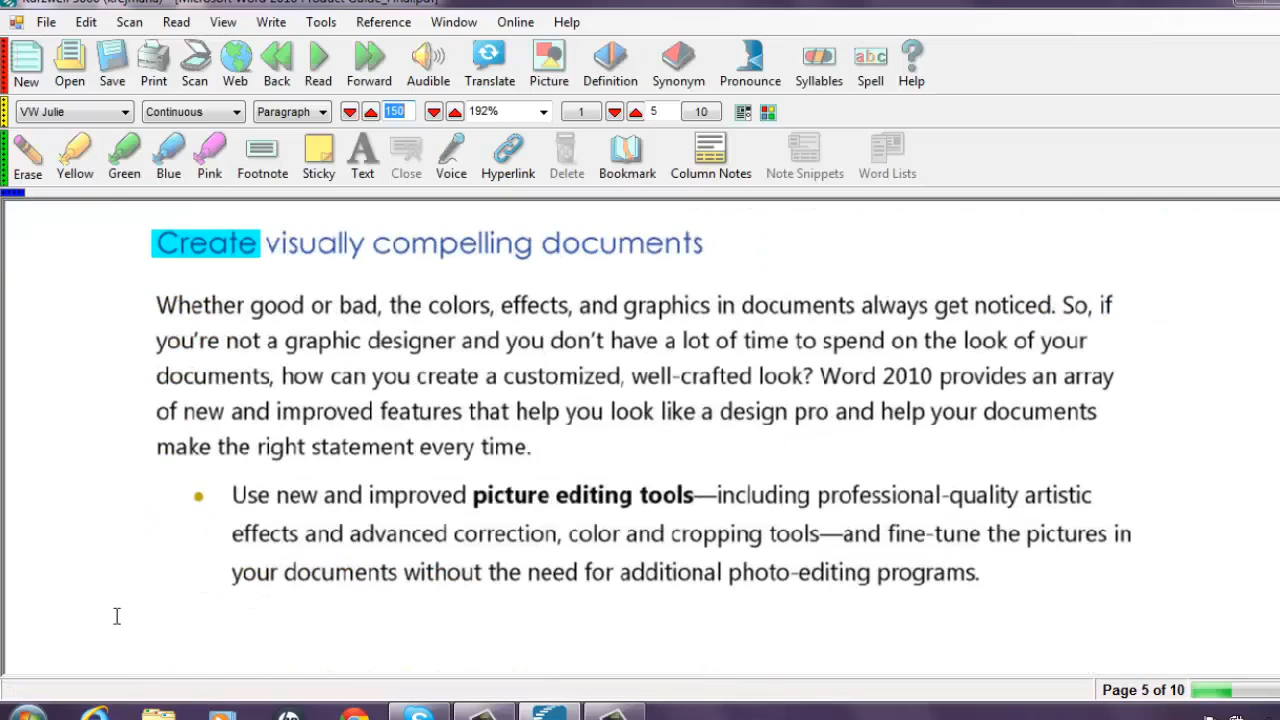 Kurzweil 3000 (krejmaria) - [Microsoft Word 2010 Product Guide_Final.pdf]
File Edit Scan Read View Write Tools Reference Window Online Help
New Open Save Print Scan Web Back Read Forward Audible Translate Picture Definition Synonym Pronounce Syllables Spell Help
VW Julie Continuous Paragraph 150 192% 1 5 10
Erase Yellow Green Blue Pink Footnote Sticky Text Close Voice Hyperlink Delete Bookmark Column Notes Note Snippets Word Lists
Create visually compelling documents
Whether good or bad, the colors, effects, and graphics in documents always get noticed. So, if
you're not a graphic designer and you don't have a lot of time to spend on the look of your
documents, how can you create a customized, well-crafted look? Word 2010 provides an array
of new and improved features that help you look like a design pro and help your documents
make the right statement every time.
• Use new and improved picture editing tools—including professional-quality artistic
effects and advanced correction, color and cropping tools—and fine-tune the pictures in
your documents without the need for additional photo-editing programs.
Page 5 of 10